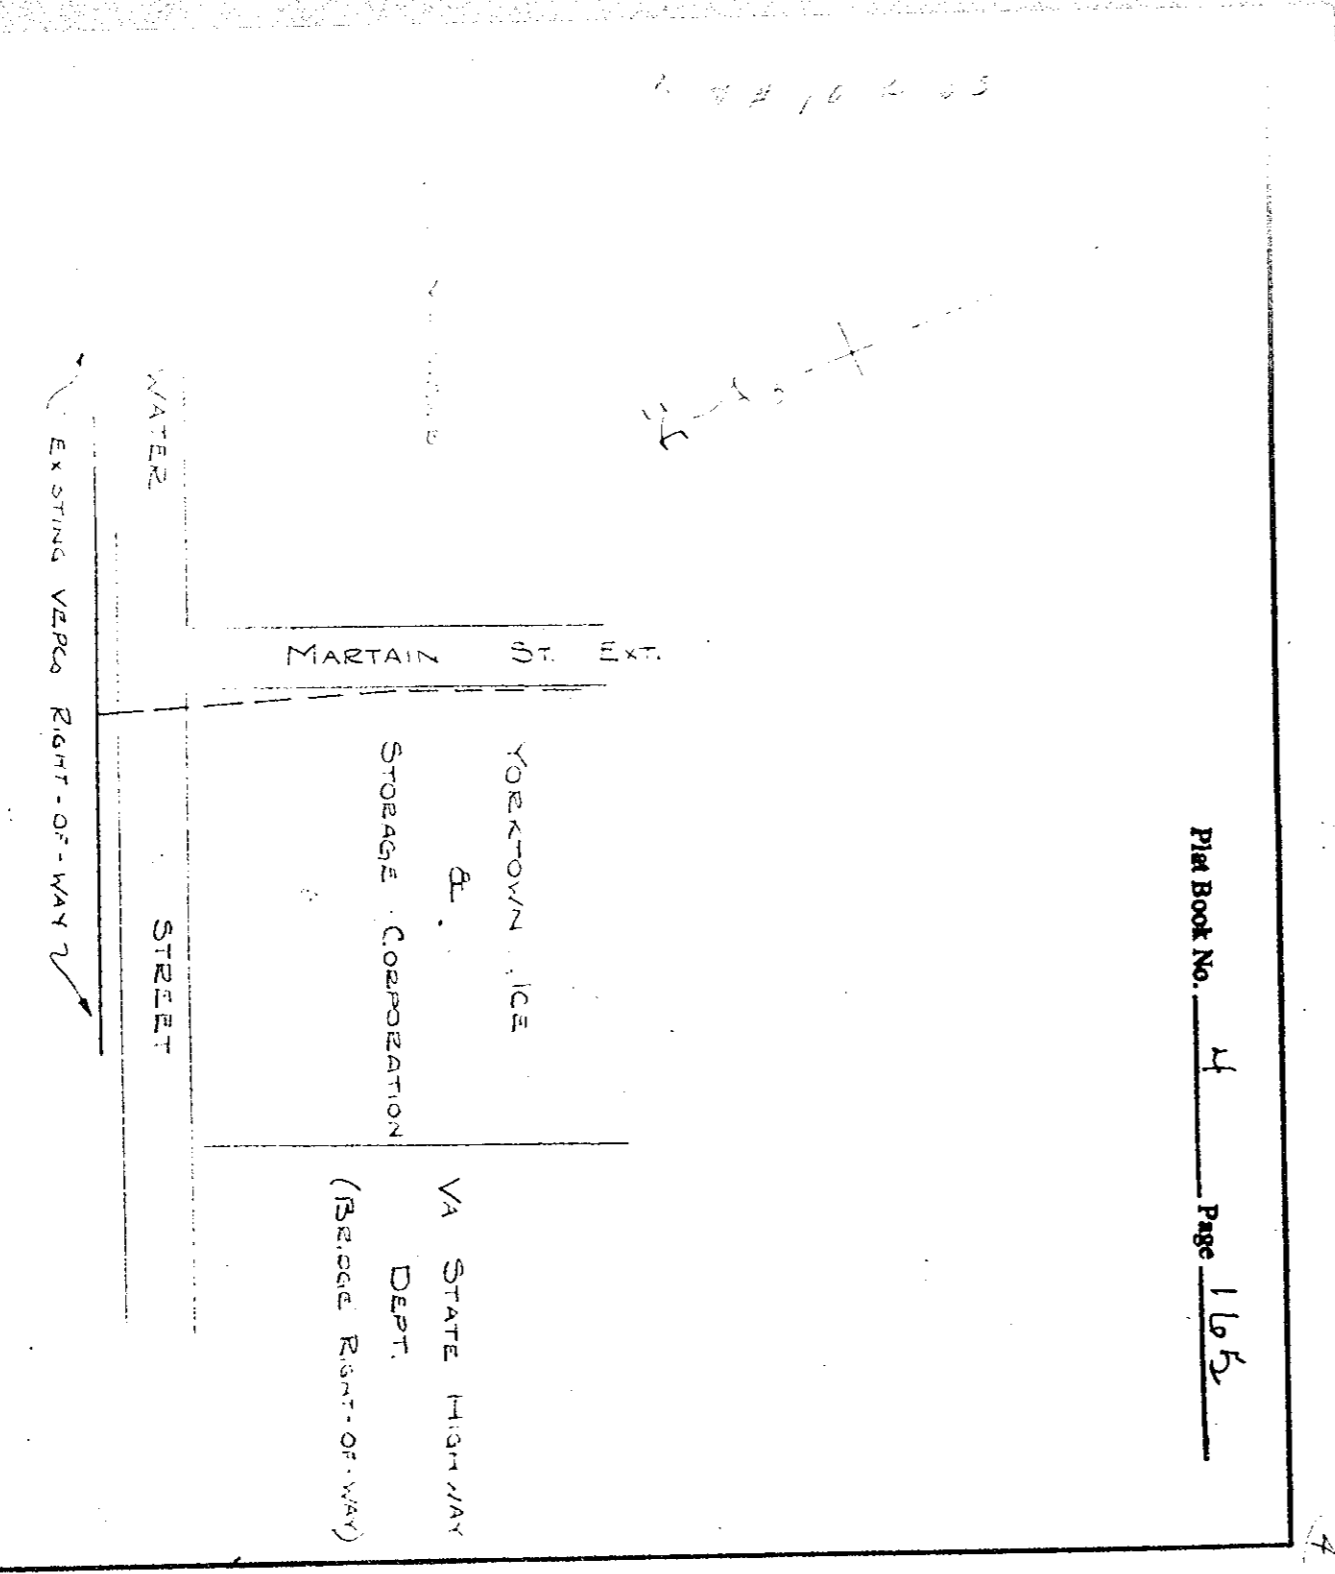 Plat Book No. 4 Page 165
MARTAIN ST. EXT.
YORKTOWN ICE
&
STORAGE CORPORATION
VA STATE HIGHWAY
DEPT.
(BRIDGE RIGHT-OF-WAY)
WATER STREET
EXISTING VEPCO RIGHT-OF-WAY